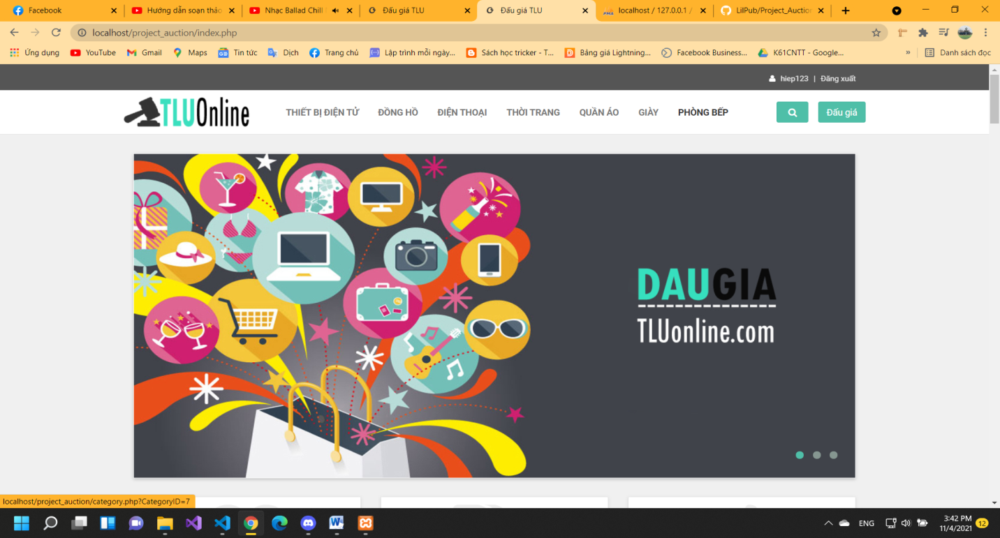 Facebook
Hướng dẫn soạn thảo
Nhạc Ballad Chill
Đấu giá TLU
Đấu giá TLU
localhost / 127.0.0.1 /
LilPub/Project_Auction
localhost/project_auction/index.php
Ứng dụng
YouTube
Gmail
Maps
Tin tức
Dịch
Trang chủ
Lập trình mỗi ngày...
Sách học tricker - T...
Bảng giá Lightning...
Facebook Business...
K61CNTT - Google...
»
Danh sách đọc
hiep123 | Đăng xuất
TLUOnline
THIẾT BỊ ĐIỆN TỬ
ĐỒNG HỒ
ĐIỆN THOẠI
THỜI TRANG
QUẦN ÁO
GIÀY
PHÒNG BẾP
Đấu giá
DAUGIA
TLUonline.com
localhost/project_auction/category.php?CategoryID=7
ENG
3:42 PM
11/4/2021
12